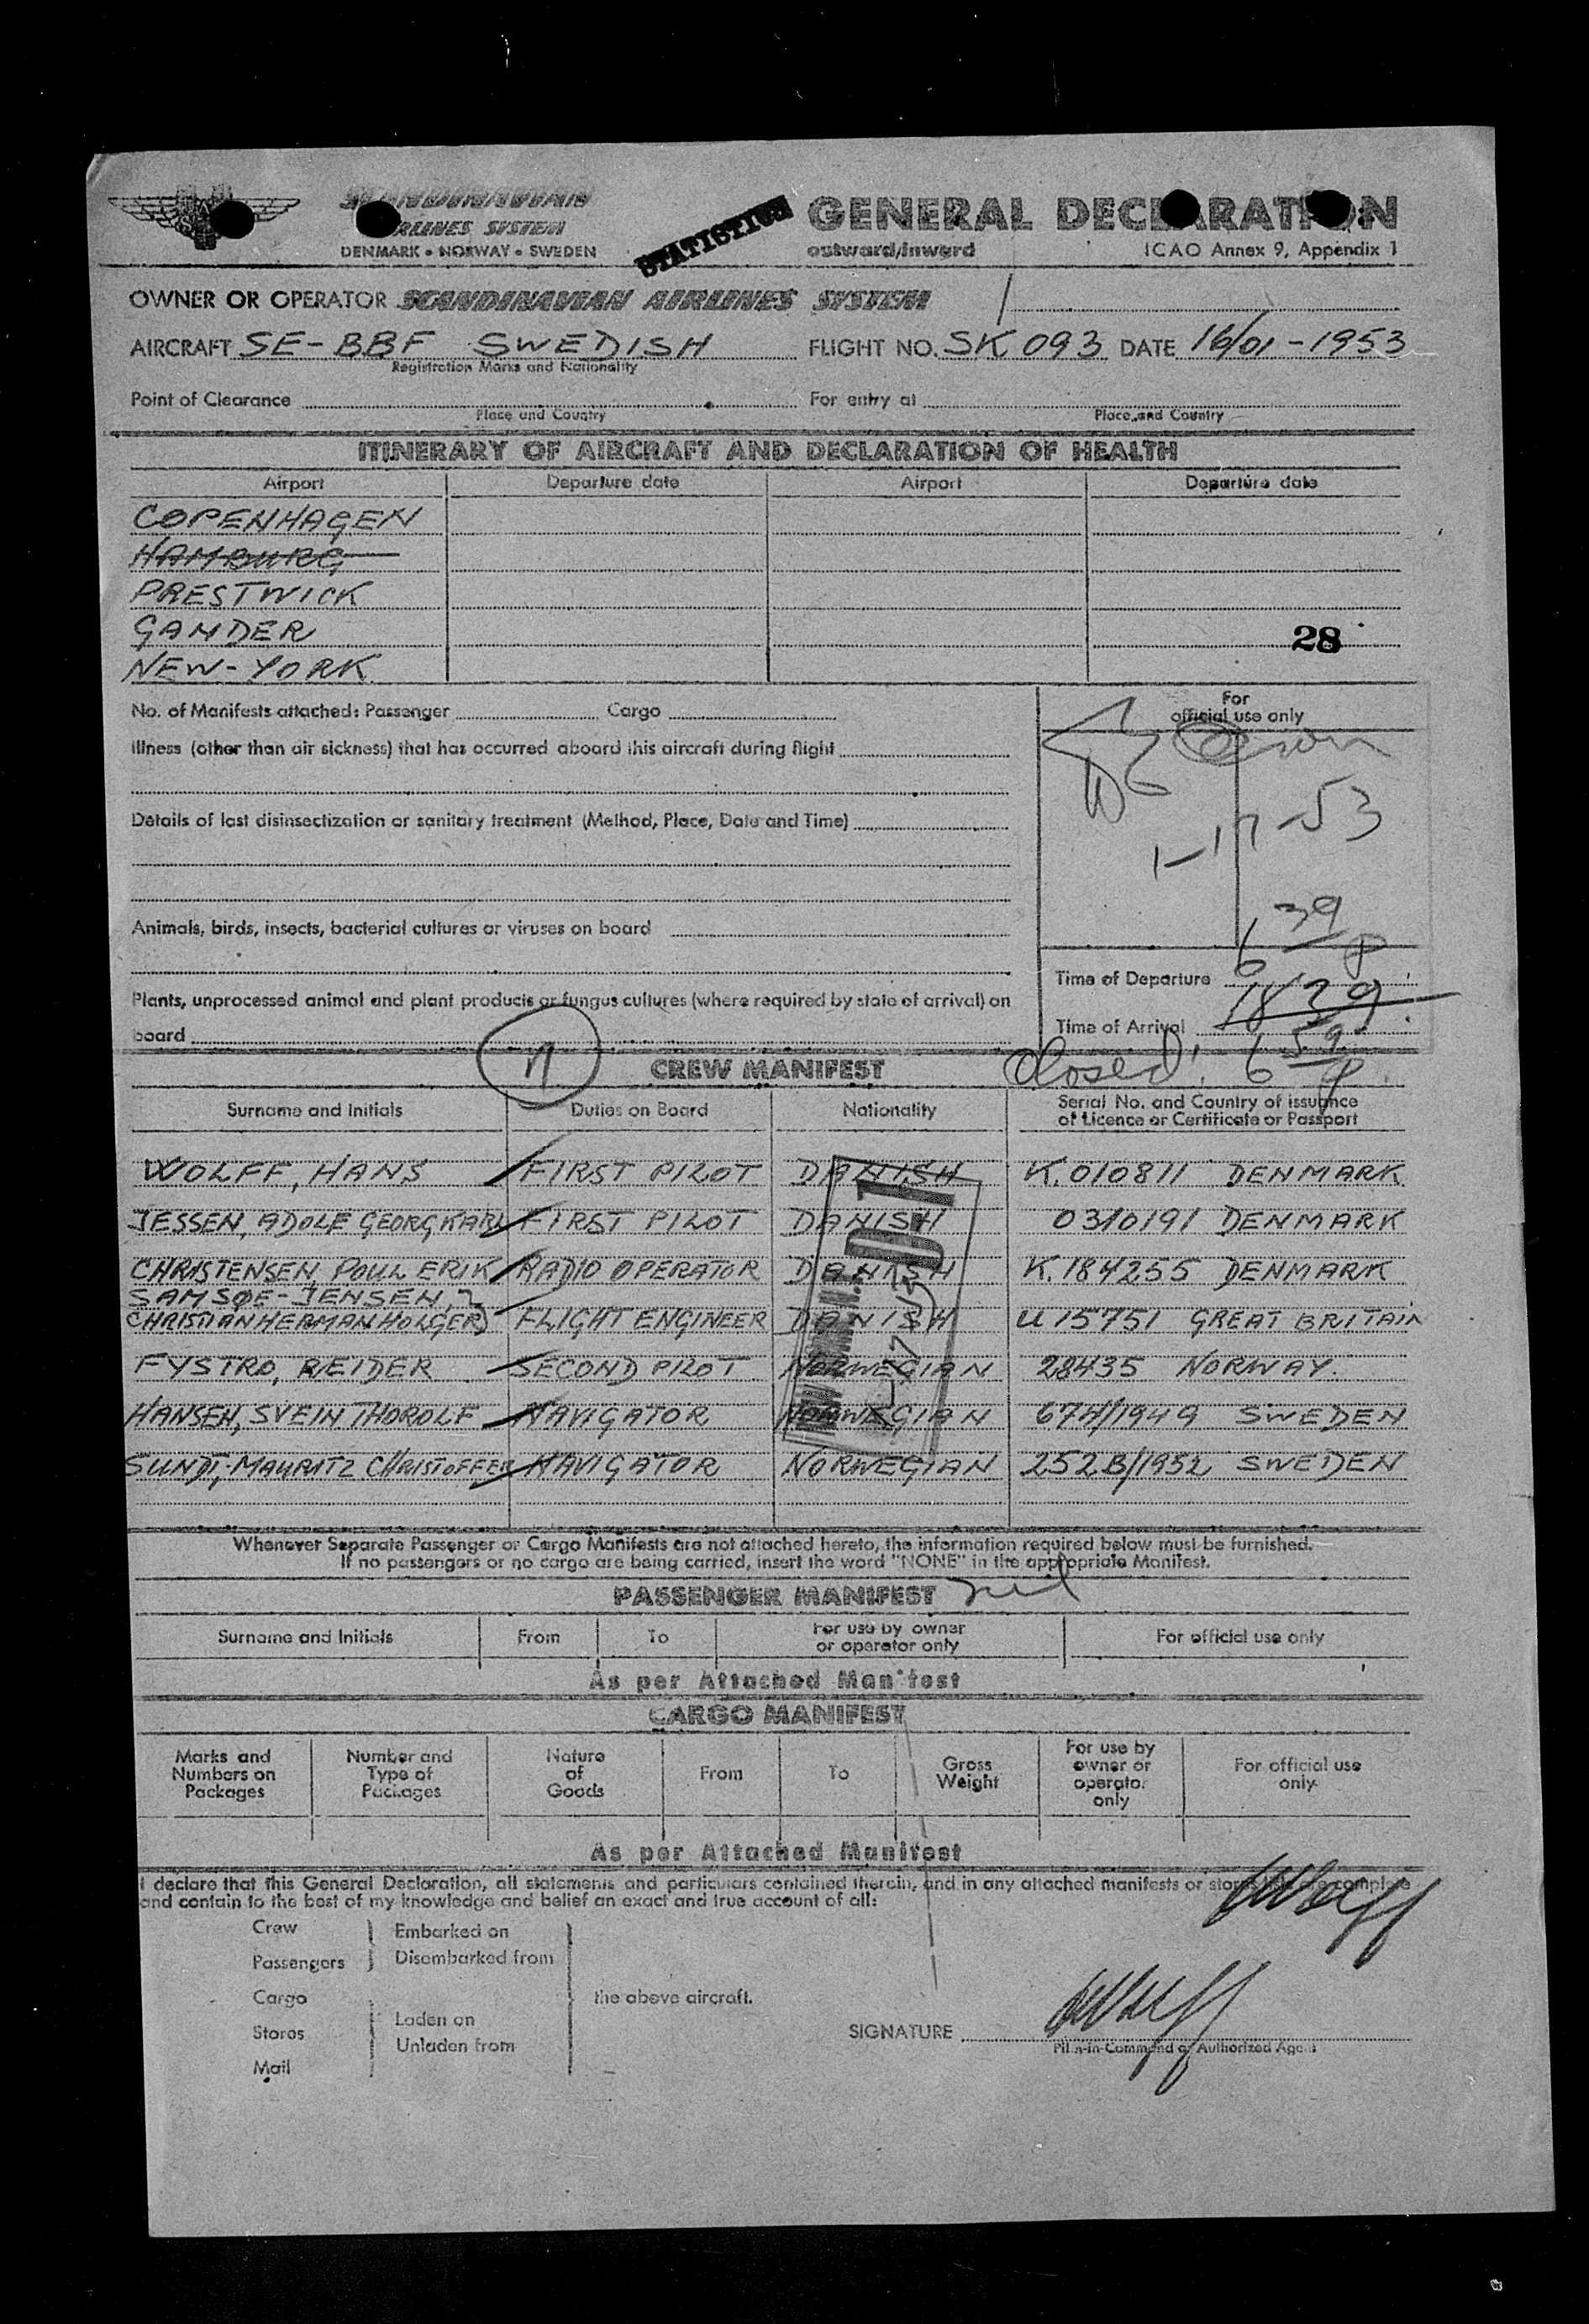 SCANDINAVIAN
AIRLINES SYSTEM
DENMARK • NORWAY • SWEDEN
STATISTICS
GENERAL DECLARATION
outward/inward
ICAO Annex 9, Appendix 1
OWNER OR OPERATOR SCANDINAVIAN AIRLINES SYSTEM
AIRCRAFT SE-BBF SWEDISH FLIGHT NO. SK 093 DATE 16/01-1953
Registration Marks and Nationality
Point of Clearance For entry at
Place and Country Place and Country
ITINERARY OF AIRCRAFT AND DECLARATION OF HEALTH
Airport Departure date Airport Departure date
COPENHAGEN
HAMBURG
PRESTWICK
GANDER
28
NEW-YORK
No. of Manifests attached: Passenger Cargo
For
official use only
Illness (other than air sickness) that has occurred aboard this aircraft during flight
Details of last disinsectization or sanitary treatment (Method, Place, Date and Time)
1-17-53
Animals, birds, insects, bacterial cultures or viruses on board
6 39 P
Time of Departure
Plants, unprocessed animal and plant products or fungus cultures (where required by state of arrival) on
board
1839
Time of Arrival
n
CREW MANIFEST
Closed! 6 59 P
Surname and Initials Duties on Board Nationality Serial No. and Country of issuance
of Licence or Certificate or Passport
WOLFF, HANS FIRST PILOT DANISH K.010811 DENMARK
JESSEN, ADOLF GEORG KARL FIRST PILOT DANISH 0310191 DENMARK
CHRISTENSEN, POUL ERIK RADIO OPERATOR DANISH K.184255 DENMARK
SAMSØE-JENSEN,
CHRISTIAN HERMAN HOLGER FLIGHT ENGINEER DANISH U 15751 GREAT BRITAIN
FYSTRO, REIDER SECOND PILOT NORWEGIAN 28435 NORWAY.
HANSEN, SVEIN THOROLF NAVIGATOR NORWEGIAN 674/1949 SWEDEN
SUNDT, MAURITZ CHRISTOFFER NAVIGATOR NORWEGIAN 252B/1952 SWEDEN
Whenever Separate Passenger or Cargo Manifests are not attached hereto, the information required below must be furnished.
If no passengers or no cargo are being carried, insert the word "NONE" in the appropriate Manifest.
PASSENGER MANIFEST nil
Surname and Initials From To For use by owner
or operator only For official use only
As per Attached Manifest
CARGO MANIFEST
Marks and
Numbers on
Packages
Number and
Type of
Packages
Nature
of
Goods
From
To
Gross
Weight
For use by
owner or
operator
only
For official use
only
As per Attached Manifest
I declare that this General Declaration, all statements and particulars contained therein, and in any attached manifests or stores lists are complete
and contain to the best of my knowledge and belief an exact and true account of all:
Crew
Passengers
Embarked on
Disembarked from
Cargo
Stores
Mail
Laden on
Unladen from
the above aircraft.
SIGNATURE
Pilot-in-Command or Authorized Agent